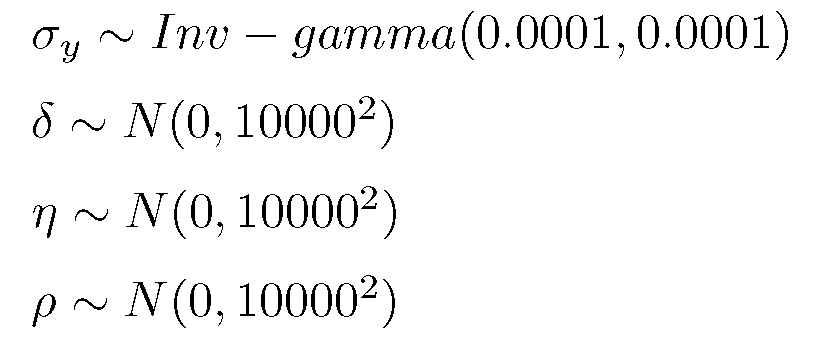 σ_y ∼ Inv − gamma(0.0001, 0.0001)
δ ∼ N(0, 10000²)
η ∼ N(0, 10000²)
ρ ∼ N(0, 10000²)